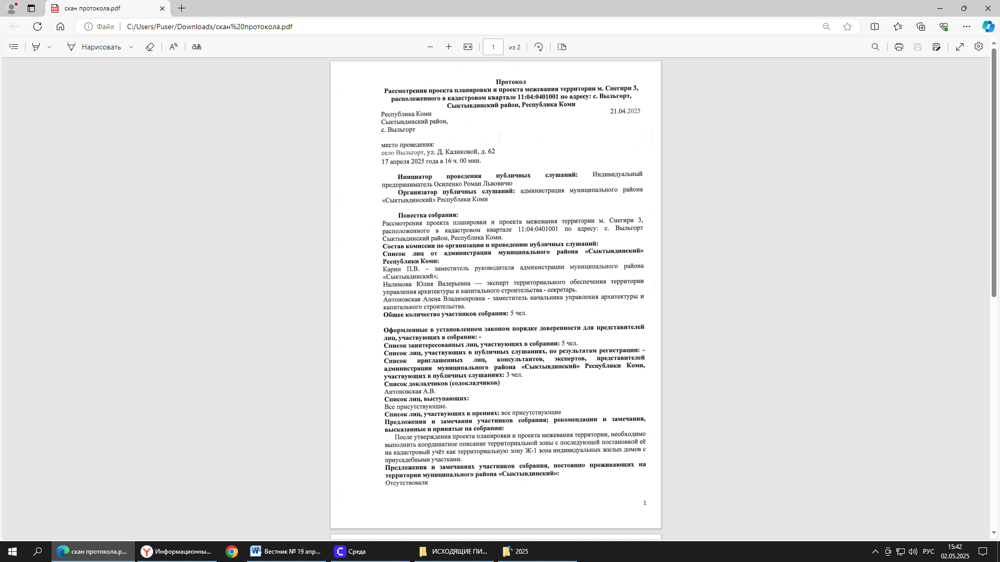 скан протокола.pdf
Файл
C:/Users/Puser/Downloads/скан%20протокола.pdf
Нарисовать
аあ
1
из 2
Протокол
Рассмотрения проекта планировки и проекта межевания территории м. Снегири 3,
расположенного в кадастровом квартале 11:04:0401001 по адресу: с. Выльгорт,
Сыктывдинский район, Республика Коми
Республика Коми
21.04.2025
Сыктывдинский район,
с. Выльгорт
место проведения:
село Выльгорт, ул. Д. Каликовой, д. 62
17 апреля 2025 года в 16 ч. 00 мин.
Инициатор проведения публичных слушаний: Индивидуальный
предприниматель Осипенко Роман Львовичю
Организатор публичных слушаний: администрация муниципального района
«Сыктывдинский» Республики Коми
Повестка собрания:
Рассмотрения проекта планировки и проекта межевания территории м. Снегири 3,
расположенного в кадастровом квартале 11:04:0401001 по адресу: с. Выльгорт
Сыктывдинский район, Республика Коми.
Состав комиссии по организации и проведению публичных слушаний:
Список лиц от администрация муниципального района «Сыктывдинский»
Республики Коми:
Карин П.В. – заместитель руководителя администрации муниципального района
«Сыктывдинский»;
Налимова Юлия Валерьевна — эксперт территориального обеспечения территории
управления архитектуры и капитального строительства - секретарь.
Антоновская Алена Владимировна - заместитель начальника управления архитектуры и
капитального строительства.
Общее количество участников собрания: 5 чел.
Оформленные в установленном законом порядке доверенности для представителей
лиц, участвующих в собрании: -
Список заинтересованных лиц, участвующих в собрании: 5 чел.
Список лиц, участвующих в публичных слушаниях, по результатам регистрации: -
Список приглашенных лиц, консультантов, экспертов, представителей
администрации муниципального района «Сыктывдинский» Республики Коми,
участвующих в публичных слушаниях: 3 чел.
Список докладчиков (содокладчиков)
Антоновская А.В.
Список лиц, выступающих:
Все присутствующие.
Список лиц, участвующих в прениях: все присутствующие
Предложения и замечания участников собрания; рекомендации и замечания,
высказанные и принятые на собрании:
После утверждения проекта планировки и проекта межевания территории, необходимо
выполнить координатное описание территориальной зоны с последующей постановкой её
на кадастровый учёт как территориальную зону Ж-1 зона индивидуальных жилых домов с
приусадебными участками.
Предложения и замечаниях участников собрания, постоянно проживающих на
территории муниципального района «Сыктывдинский»:
Отсутствовали
1
скан протокола.p...
Информационны...
Вестник № 19 апр...
Среда
ИСХОДЯЩИЕ ПИ...
2025
РУС
15:42
02.05.2025